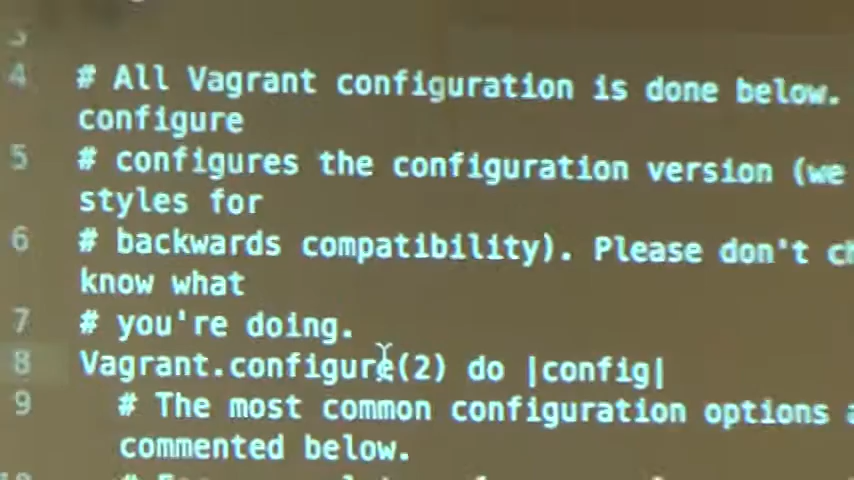 4 # All Vagrant configuration is done below.
configure
5 # configures the configuration version (we
styles for
6 # backwards compatibility). Please don't
know what
7 # you're doing.
8 Vagrant.configure(2) do |config|
9 # The most common configuration options
commented below.